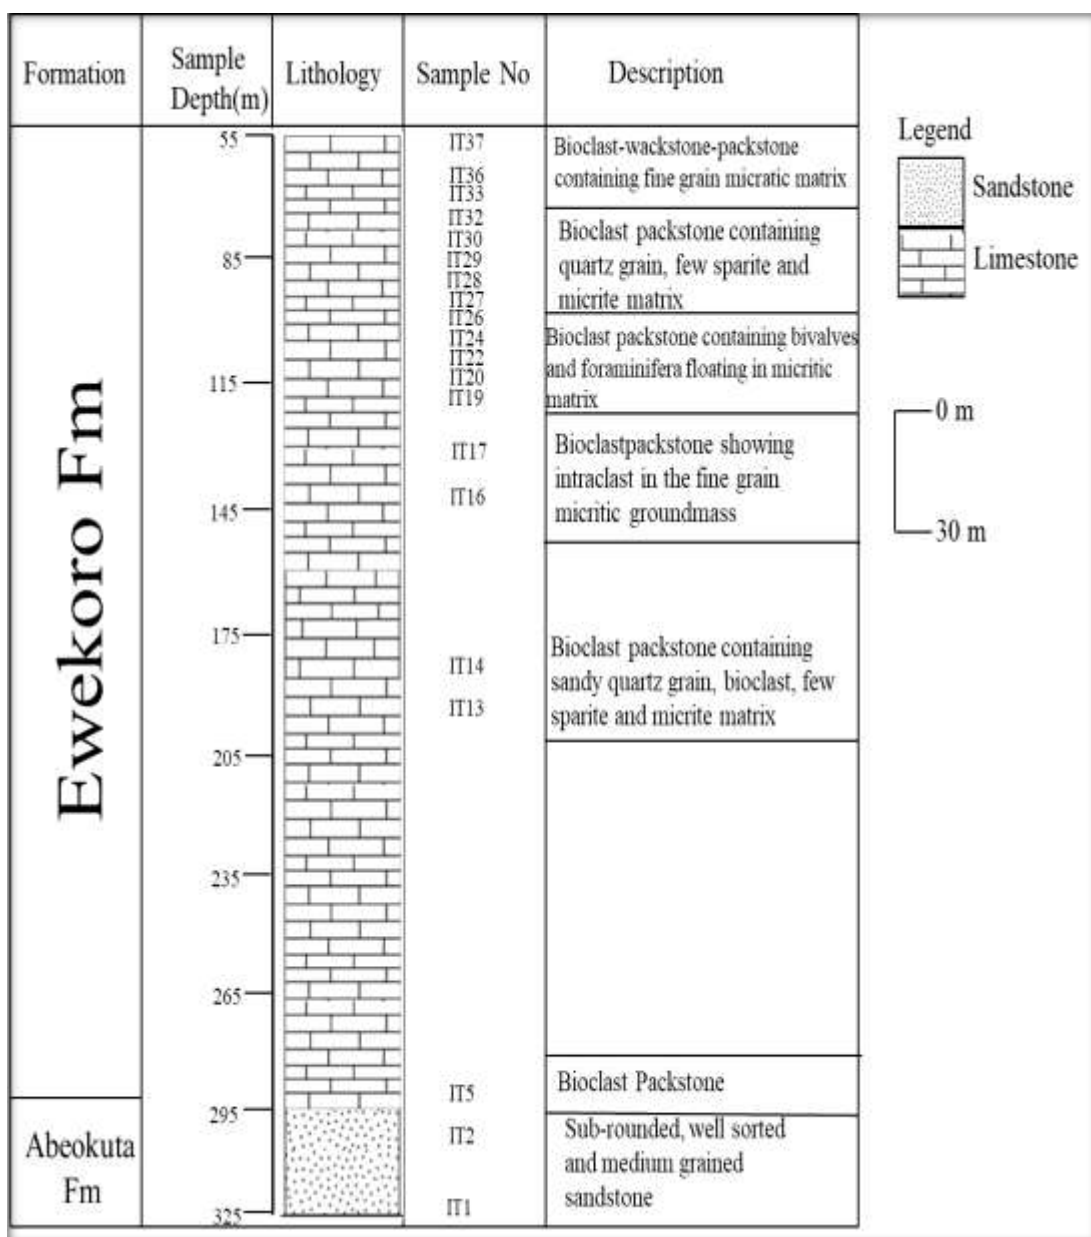 Formation
Sample
Depth(m)
Lithology
Sample No
Description
Ewekoro Fm
Abeokuta
Fm
55
85
115
145
175
205
235
265
295
325
IT37
IT36
IT33
IT32
IT30
IT29
IT28
IT27
IT26
IT24
IT22
IT20
IT19
IT17
IT16
IT14
IT13
IT5
IT2
IT1
Bioclast-wackstone-packstone
containing fine grain micratic matrix
Bioclast packstone containing
quartz grain, few sparite and
micrite matrix
Bioclast packstone containing bivalves
and foraminifera floating in micritic
matrix
Bioclastpackstone showing
intraclast in the fine grain
micritic groundmass
Bioclast packstone containing
sandy quartz grain, bioclast, few
sparite and micrite matrix
Bioclast Packstone
Sub-rounded, well sorted
and medium grained
sandstone
Legend
Sandstone
Limestone
0 m
30 m